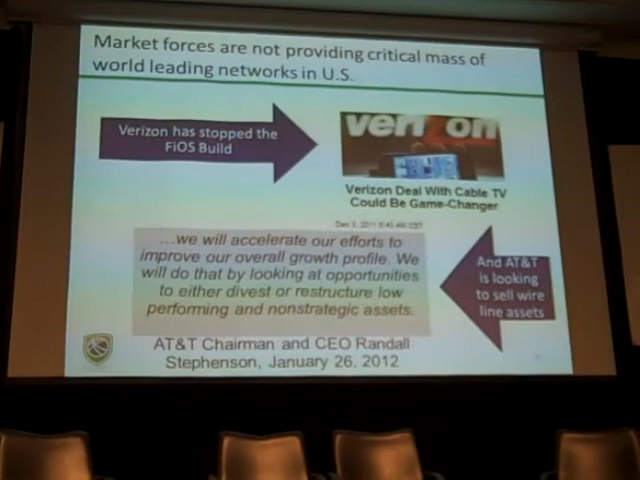 Market forces are not providing critical mass of
world leading networks in U.S.
Verizon has stopped the
FiOS Build
verizon
Verizon Deal With Cable TV
Could Be Game-Changer
...we will accelerate our efforts to
improve our overall growth profile. We
will do that by looking at opportunities
to either divest or restructure low
performing and nonstrategic assets.
And AT&T
is looking
to sell wire
line assets
AT&T Chairman and CEO Randall
Stephenson, January 26, 2012